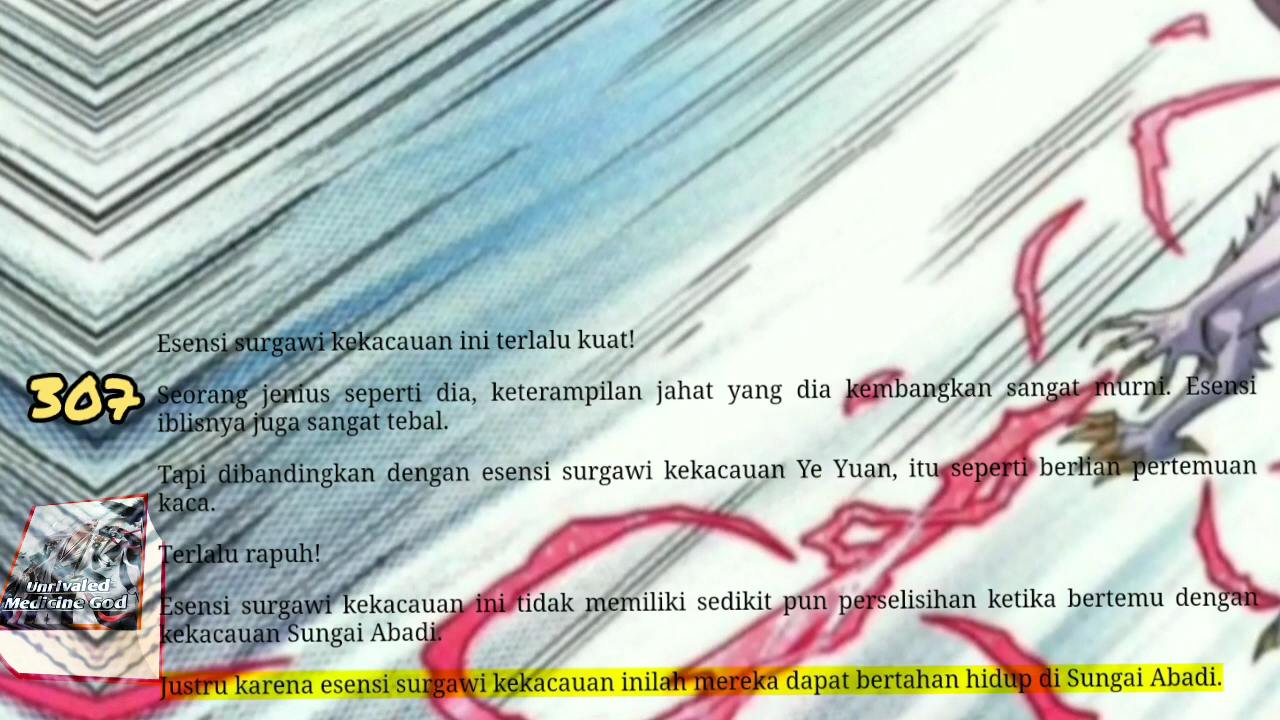 Esensi surgawi kekacauan ini terlalu kuat!
307
Seorang jenius seperti dia, keterampilan jahat yang dia kembangkan sangat murni. Esensi
iblisnya juga sangat tebal.
Tapi dibandingkan dengan esensi surgawi kekacauan Ye Yuan, itu seperti berlian pertemuan
kaca.
Terlalu rapuh!
Unrivaled
Medicine God
Esensi surgawi kekacauan ini tidak memiliki sedikit pun perselisihan ketika bertemu dengan
kekacauan Sungai Abadi.
Justru karena esensi surgawi kekacauan inilah mereka dapat bertahan hidup di Sungai Abadi.